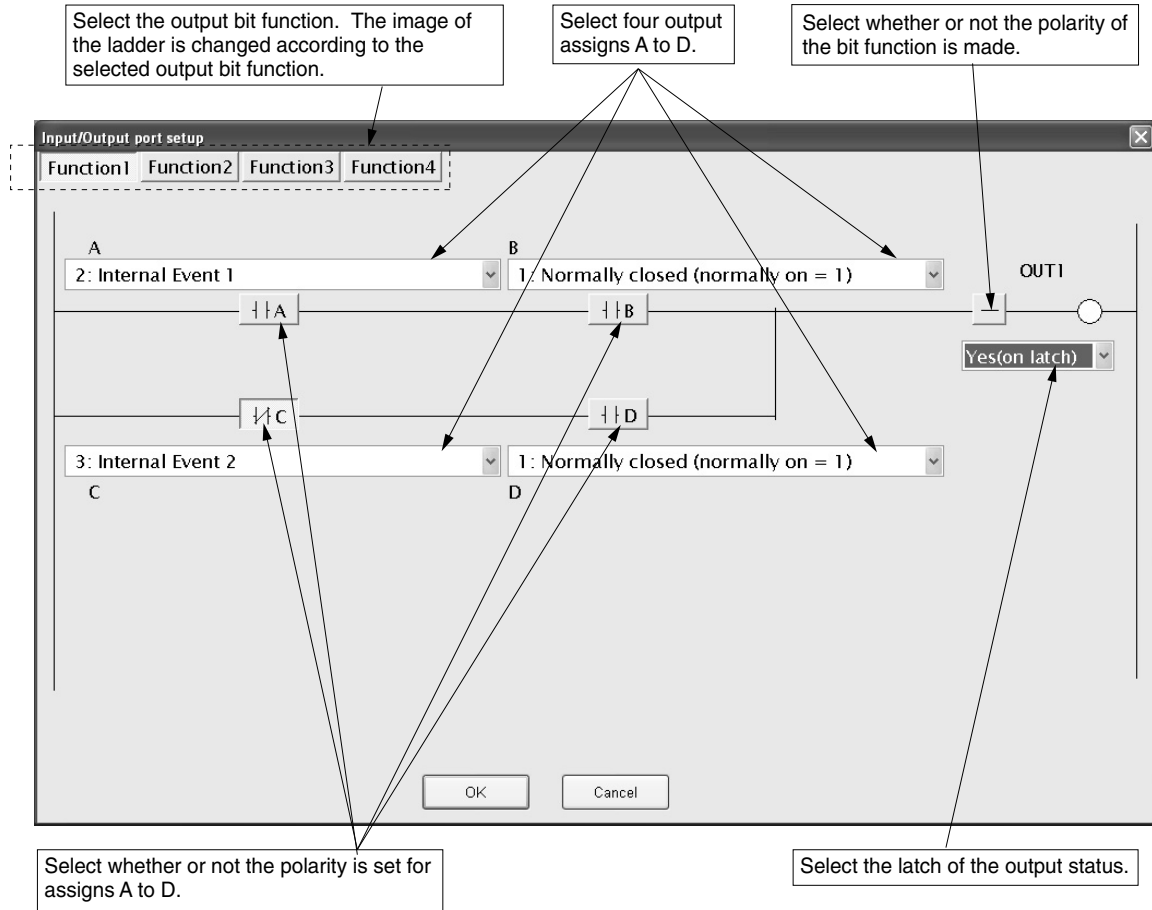 Select the output bit function.  The image of
the ladder is changed according to the
selected output bit function.
Select four output
assigns A to D.
Select whether or not the polarity of
the bit function is made.
Input/Output port setup
Function1 Function2 Function3 Function4
A
2: Internal Event 1
B
1: Normally closed (normally on = 1)
OUT1
A
B
Yes(on latch)
C
D
3: Internal Event 2
1: Normally closed (normally on = 1)
C
D
OK
Cancel
Select whether or not the polarity is set for
assigns A to D.
Select the latch of the output status.